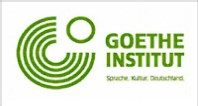 GOETHE
INSTITUT
Sprache. Kultur. Deutschland.